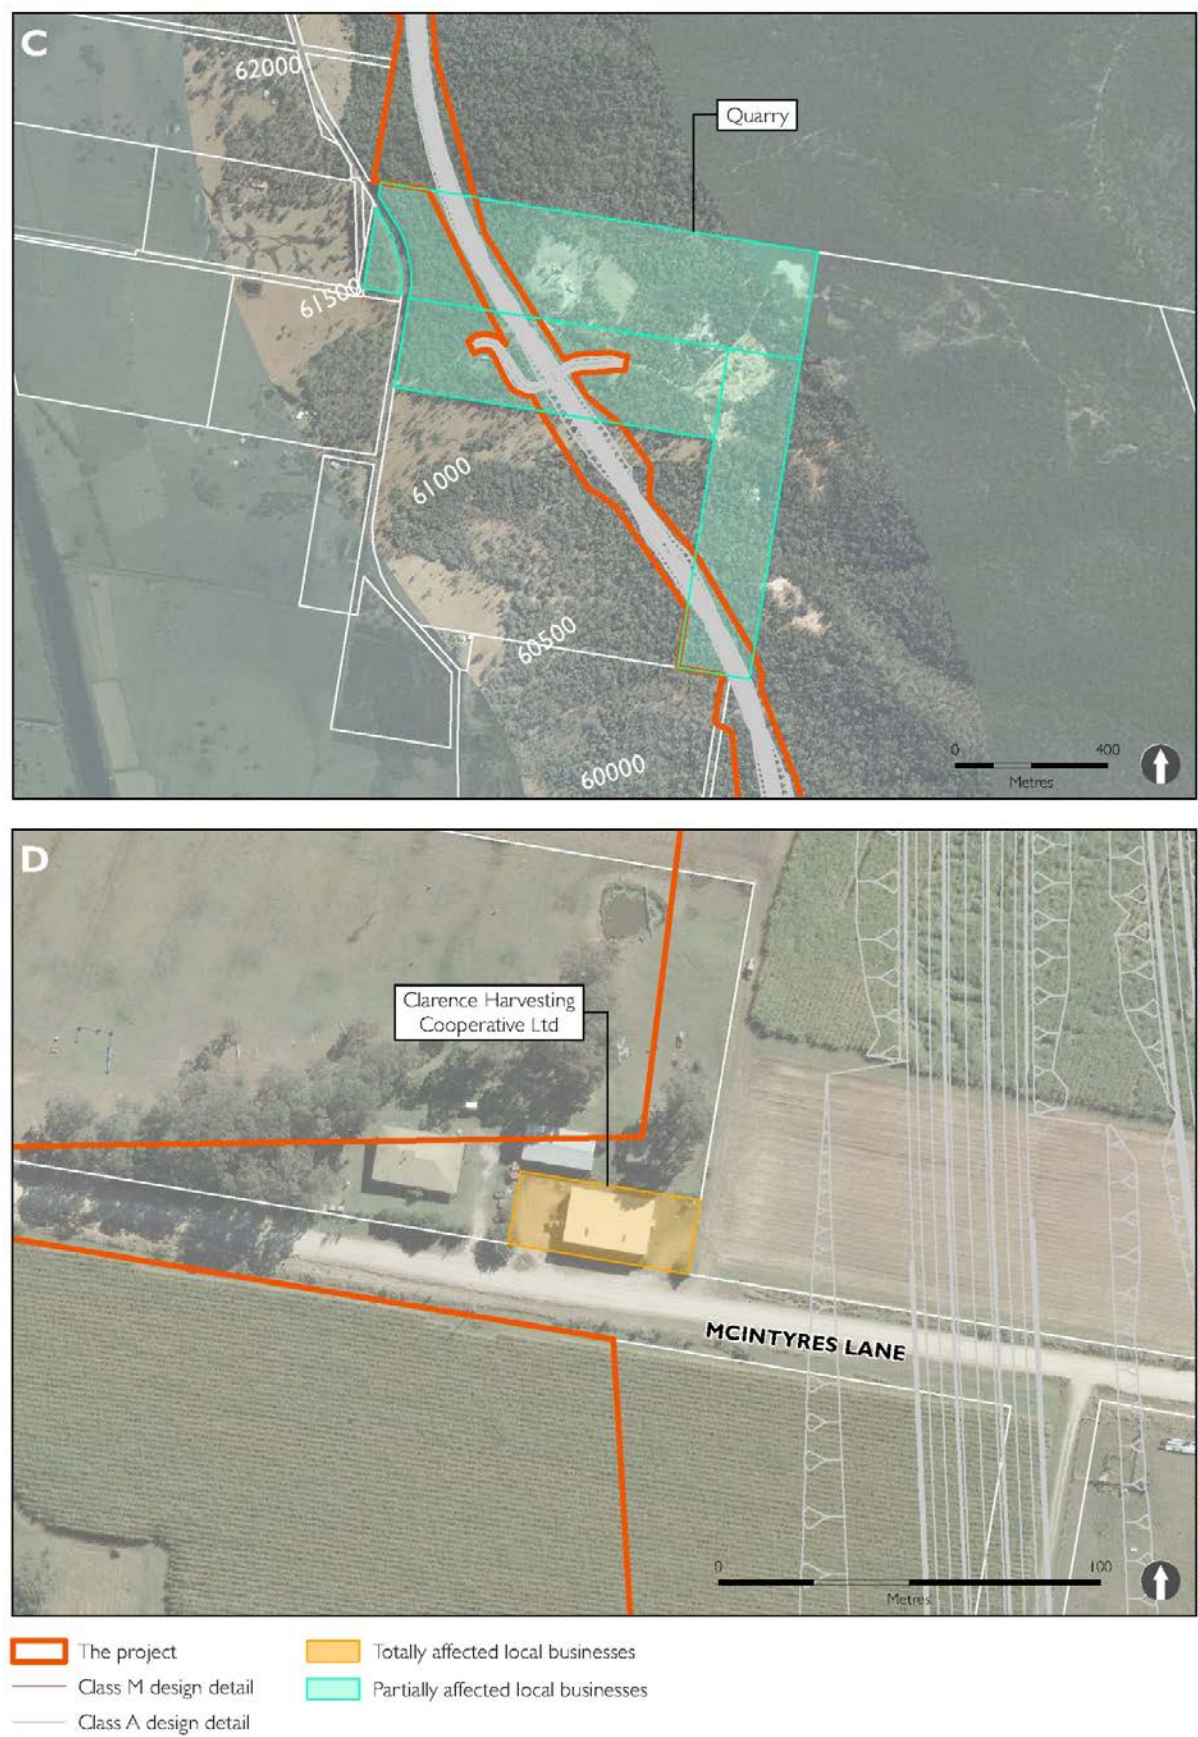 C
62000
Quarry
61500
61000
60500
60000
0 400
Metres
D
Clarence Harvesting
Cooperative Ltd
MCINTYRES LANE
0 100
Metres
The project
Totally affected local businesses
Class M design detail
Partially affected local businesses
Class A design detail